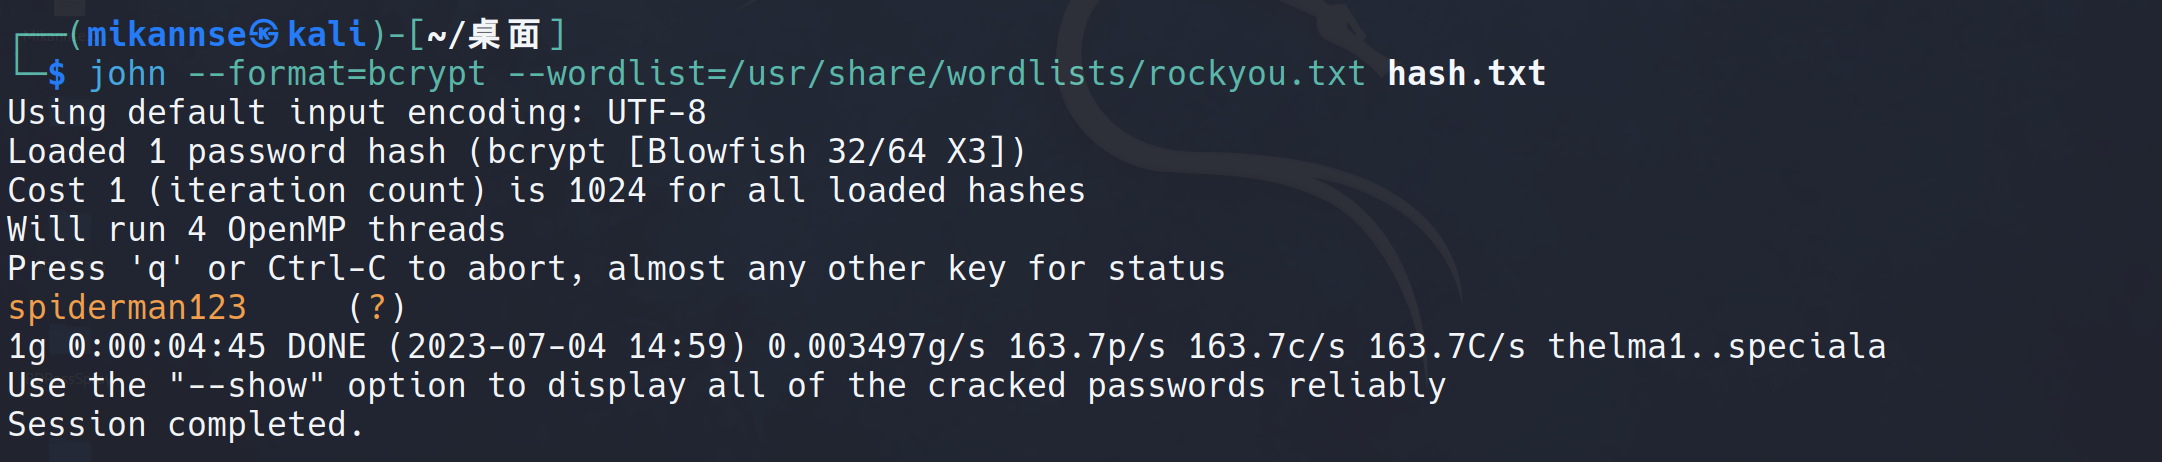 ┌──(mikannse㉿kali)-[~/桌面]
└─$ john --format=bcrypt --wordlist=/usr/share/wordlists/rockyou.txt hash.txt
Using default input encoding: UTF-8
Loaded 1 password hash (bcrypt [Blowfish 32/64 X3])
Cost 1 (iteration count) is 1024 for all loaded hashes
Will run 4 OpenMP threads
Press 'q' or Ctrl-C to abort, almost any other key for status
spiderman123     (?)
1g 0:00:04:45 DONE (2023-07-04 14:59) 0.003497g/s 163.7p/s 163.7c/s 163.7C/s thelma1..speciala
Use the "--show" option to display all of the cracked passwords reliably
Session completed.